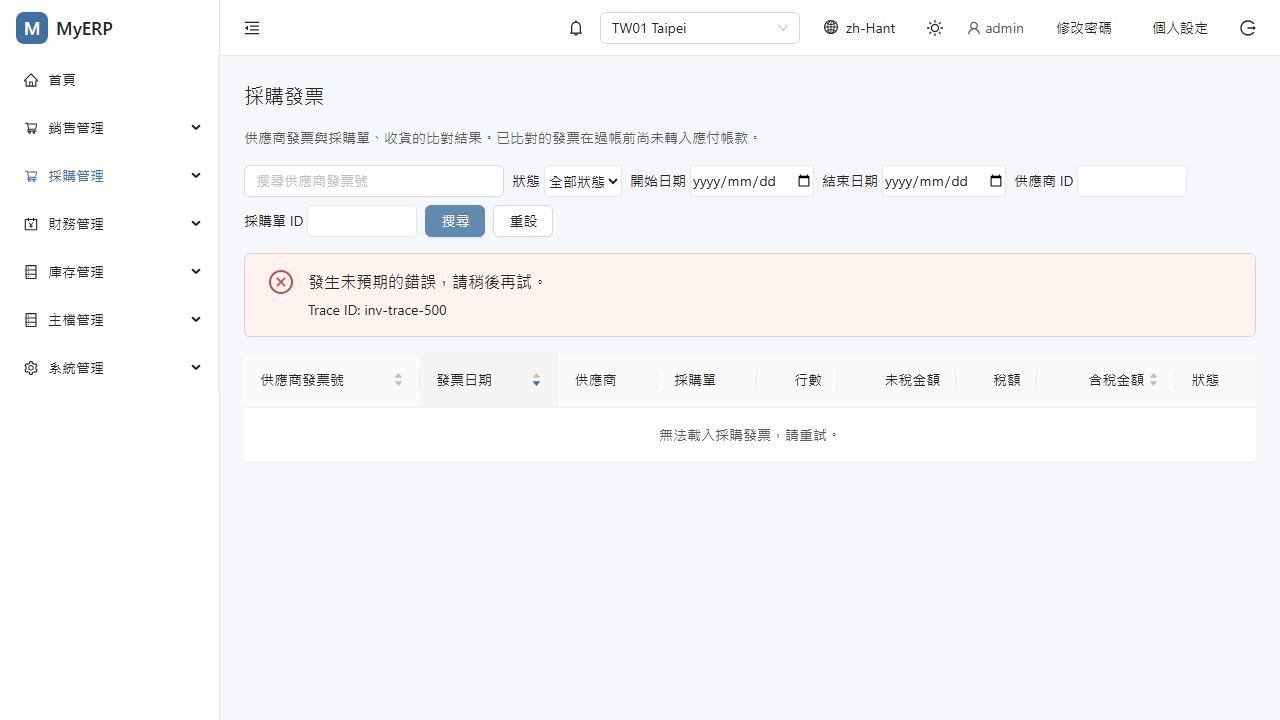 M MyERP
TW01 Taipei
zh-Hant
admin
修改密碼
個人設定
首頁
銷售管理
採購管理
財務管理
庫存管理
主檔管理
系統管理
採購發票
供應商發票與採購單、收貨的比對結果。已比對的發票在過帳前尚未轉入應付帳款。
搜尋供應商發票號 狀態 全部狀態 開始日期 yyyy/mm/dd 結束日期 yyyy/mm/dd 供應商 ID
採購單 ID 搜尋 重設
發生未預期的錯誤，請稍後再試。
Trace ID: inv-trace-500
供應商發票號 發票日期 供應商 採購單 行數 未稅金額 稅額 含稅金額 狀態
無法載入採購發票，請重試。